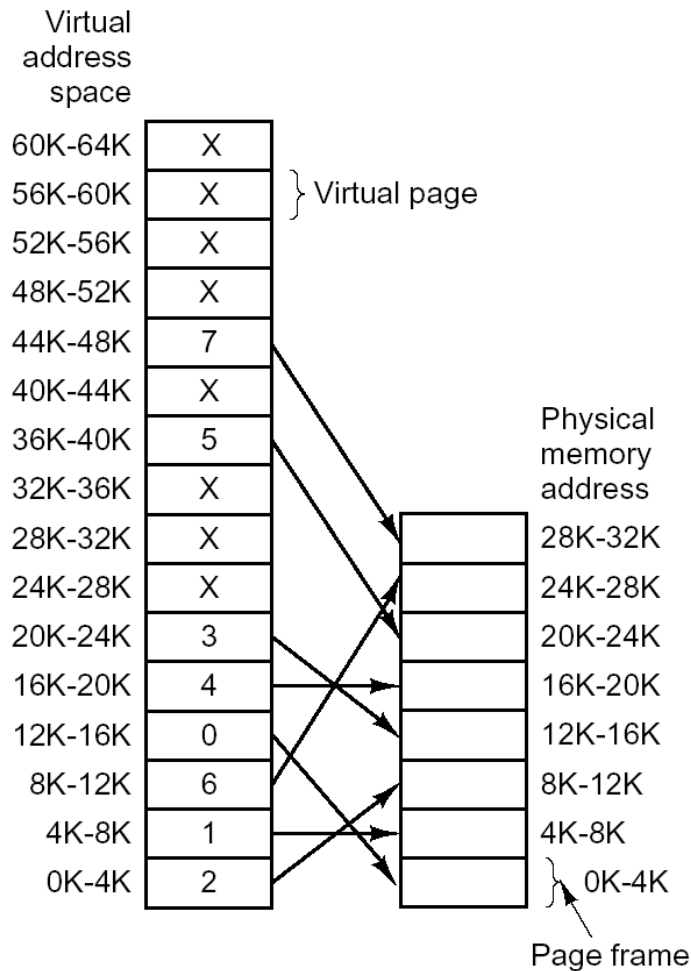 Virtual
address
space
60K-64K X
56K-60K X Virtual page
52K-56K X
48K-52K X
44K-48K 7
40K-44K X
36K-40K 5
32K-36K X
28K-32K X
24K-28K X
20K-24K 3
16K-20K 4
12K-16K 0
8K-12K 6
4K-8K 1
0K-4K 2
Physical
memory
address
28K-32K
24K-28K
20K-24K
16K-20K
12K-16K
8K-12K
4K-8K
0K-4K
Page frame